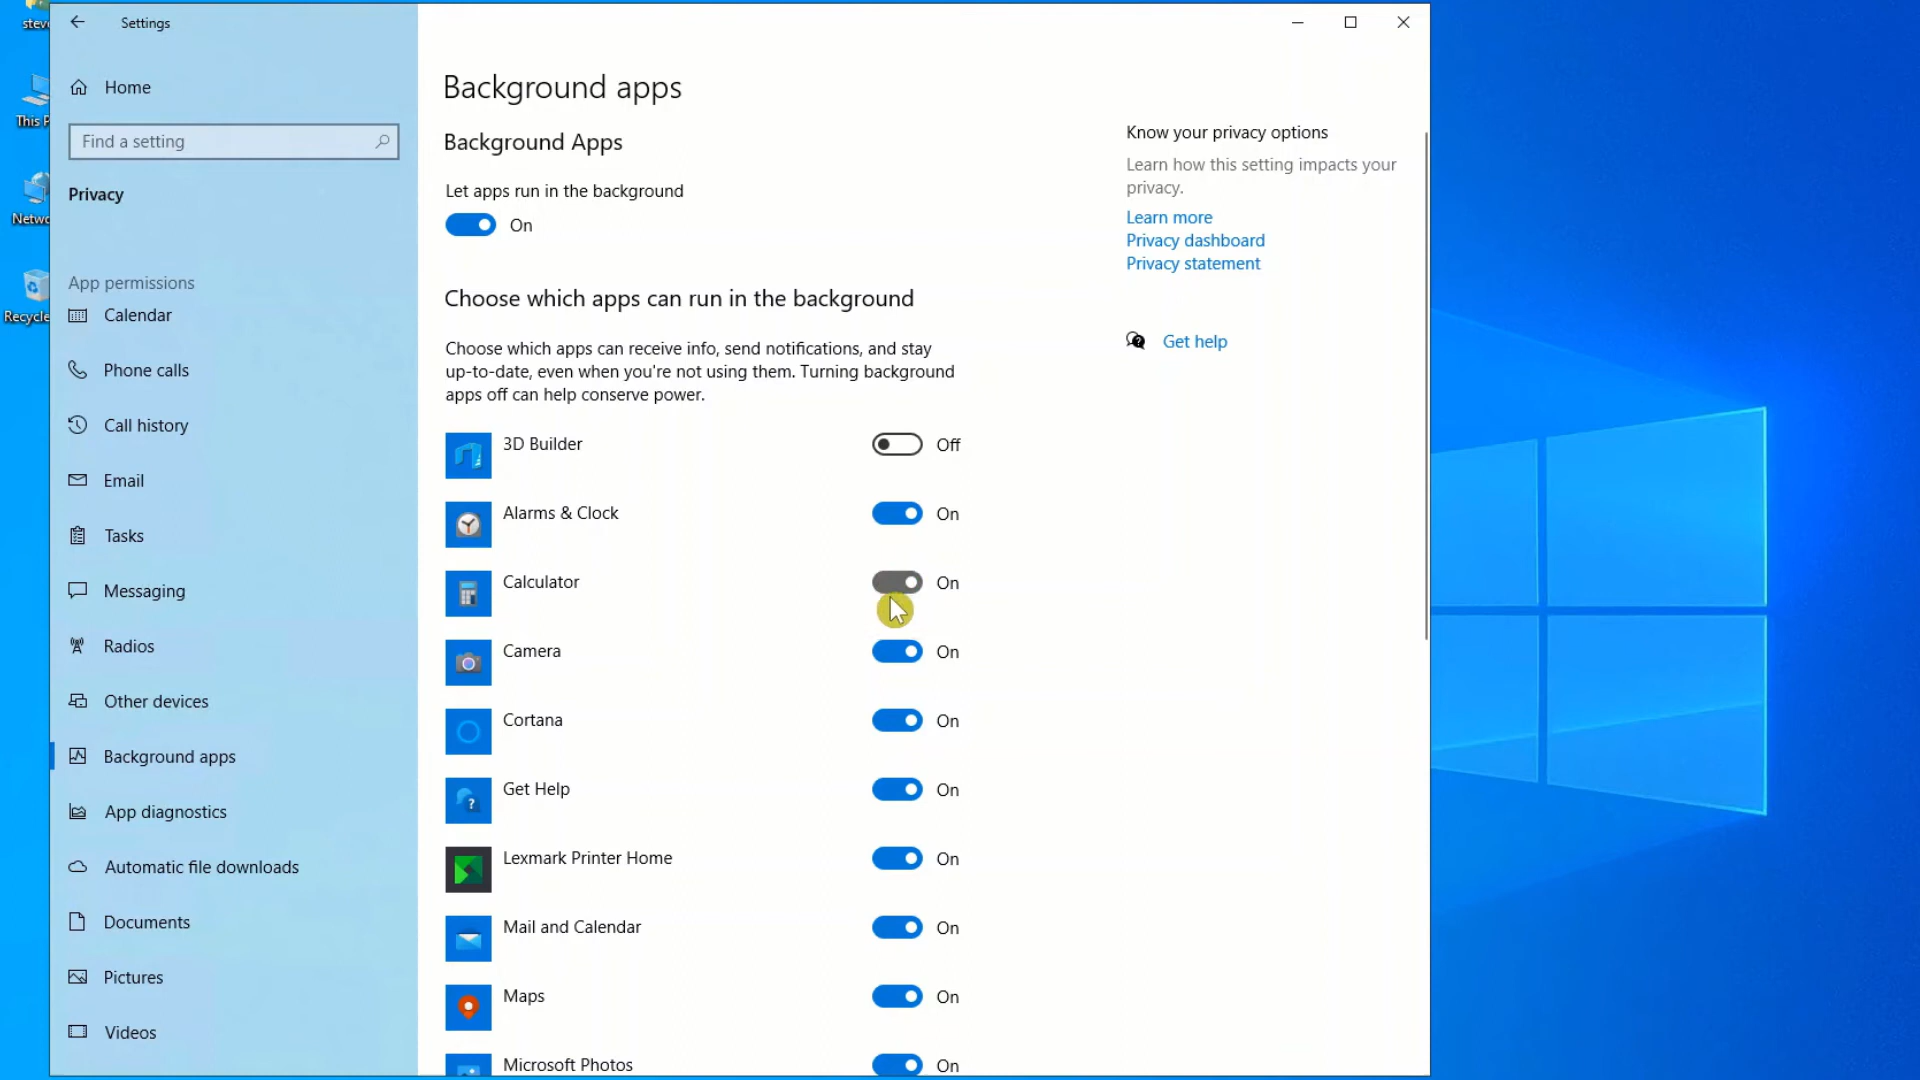 steve
This P
Netwo
Recycle
Settings
Home
Find a setting
Privacy
App permissions
Calendar
Phone calls
Call history
Email
Tasks
Messaging
Radios
Other devices
Background apps
App diagnostics
Automatic file downloads
Documents
Pictures
Videos
Background apps
Background Apps
Let apps run in the background
On
Choose which apps can run in the background
Choose which apps can receive info, send notifications, and stay
up-to-date, even when you're not using them. Turning background
apps off can help conserve power.
3D Builder Off
Alarms & Clock On
Calculator On
Camera On
Cortana On
Get Help On
Lexmark Printer Home On
Mail and Calendar On
Maps On
Microsoft Photos On
Know your privacy options
Learn how this setting impacts your
privacy.
Learn more
Privacy dashboard
Privacy statement
Get help